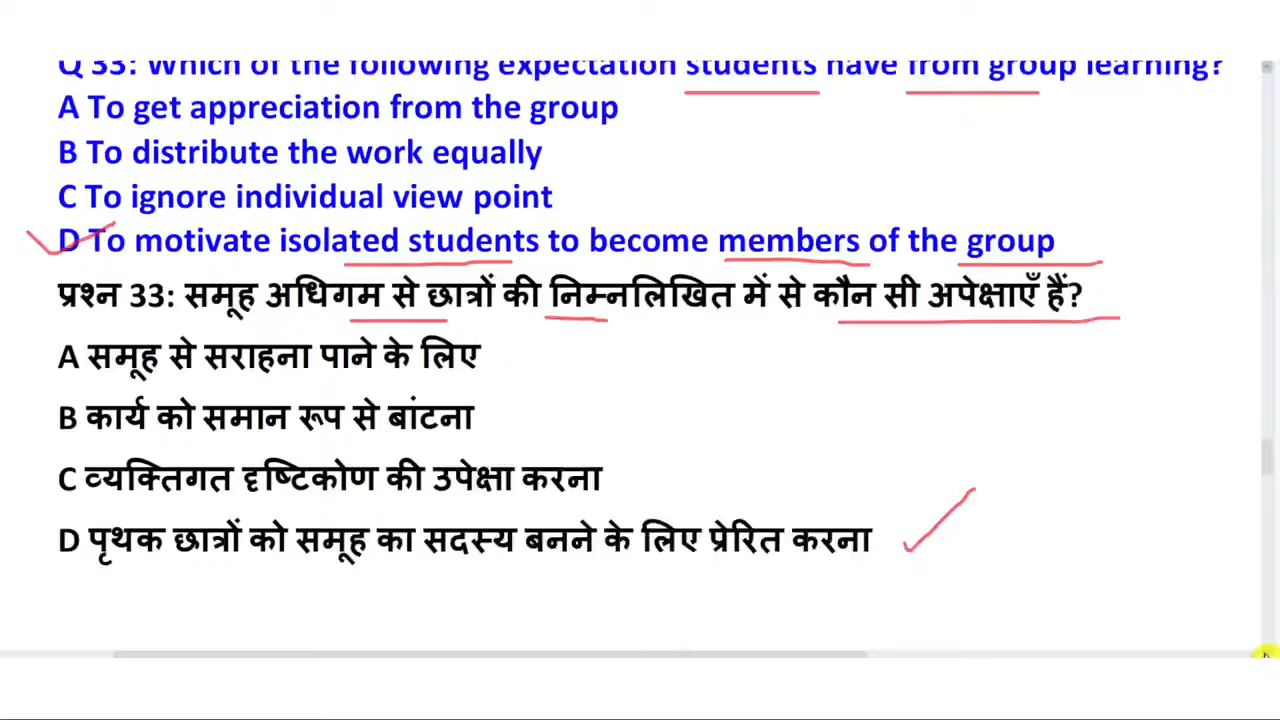 Q 33: Which of the following expectation students have from group learning?
A To get appreciation from the group
B To distribute the work equally
C To ignore individual view point
D To motivate isolated students to become members of the group
प्रश्न 33: समूह अधिगम से छात्रों की निम्नलिखित में से कौन सी अपेक्षाएँ हैं?
A समूह से सराहना पाने के लिए
B कार्य को समान रूप से बांटना
C व्यक्तिगत दृष्टिकोण की उपेक्षा करना
D पृथक छात्रों को समूह का सदस्य बनने के लिए प्रेरित करना